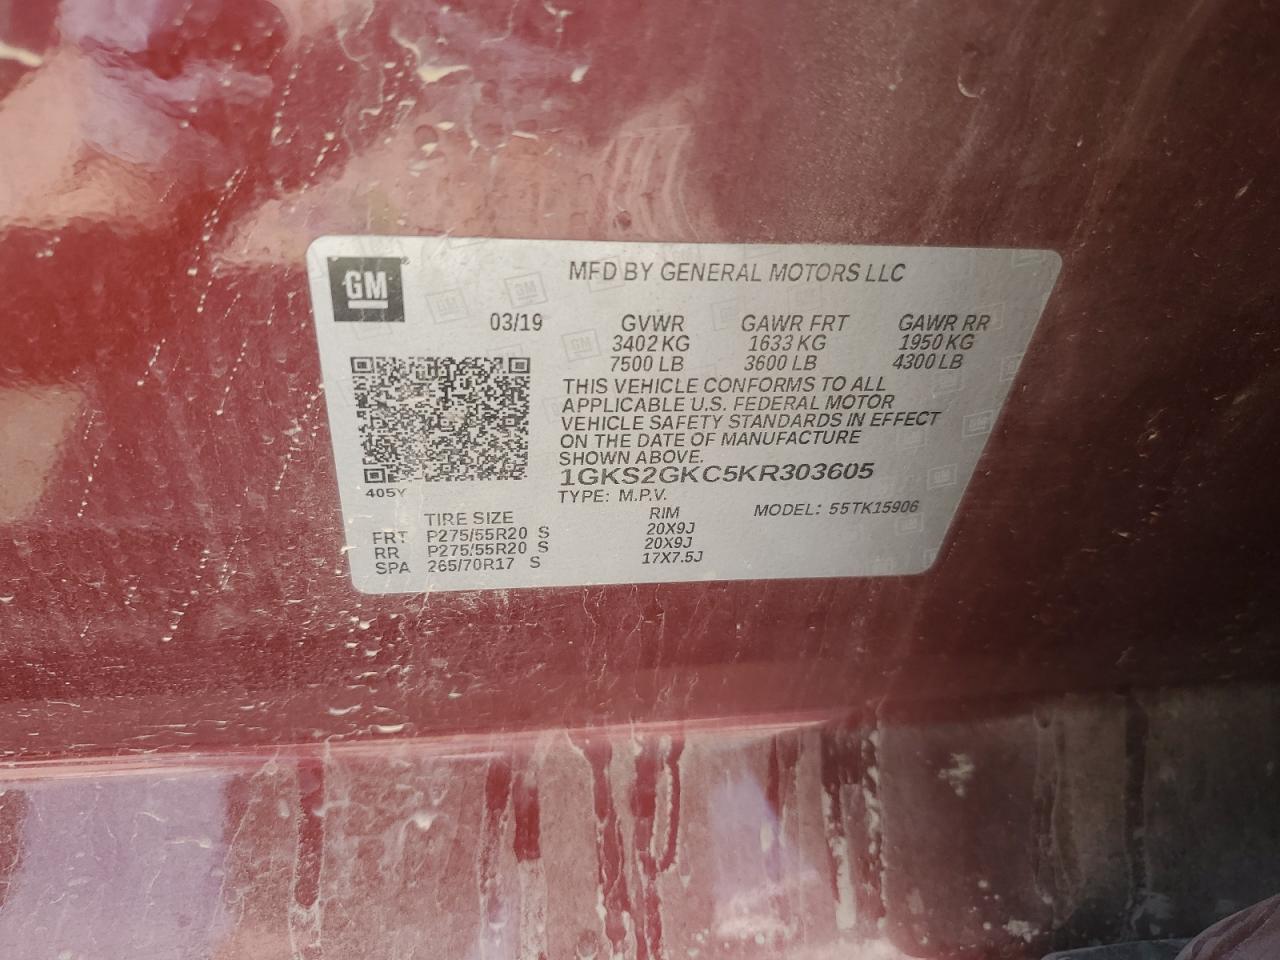 GM
MFD BY GENERAL MOTORS LLC
03/19 GVWR GAWR FRT GAWR RR
3402 KG 1633 KG 1950 KG
7500 LB 3600 LB 4300 LB
THIS VEHICLE CONFORMS TO ALL
APPLICABLE U.S. FEDERAL MOTOR
VEHICLE SAFETY STANDARDS IN EFFECT
ON THE DATE OF MANUFACTURE
SHOWN ABOVE.
1GKS2GKC5KR303605
405Y
TYPE: M.P.V.
MODEL: 55TK15906
TIRE SIZE RIM
FRT P275/55R20 S 20X9J
RR P275/55R20 S 20X9J
SPA 265/70R17 S 17X7.5J